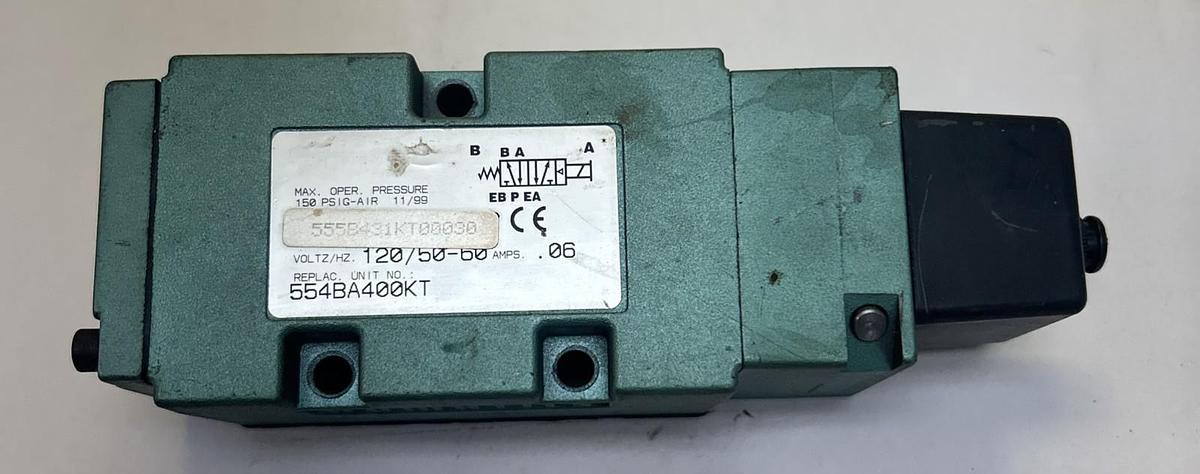 B B A A
EB P EA
MAX. OPER. PRESSURE
150 PSIG-AIR 11/99
CE
555B431KT00030
VOLTZ/HZ. 120/50-60 AMPS. .06
REPLAC. UNIT NO.:
554BA400KT